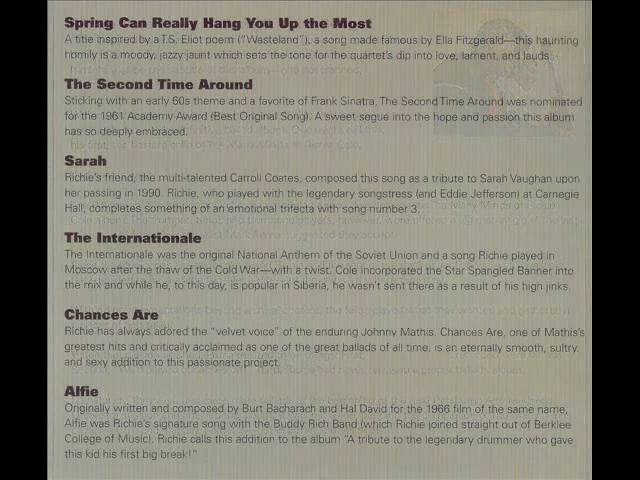 Spring Can Really Hang You Up the Most
A title inspired by a T.S. Eliot poem ("Wasteland"), a song made famous by Ella Fitzgerald—this haunting
homily is a moody, jazzy jaunt which sets the tone for the quartet's dip into love, lament, and lauds.
The Second Time Around
Sticking with an early 60s theme and a favorite of Frank Sinatra, The Second Time Around was nominated
for the 1961 Academy Award (Best Original Song). A sweet segue into the hope and passion this album
has so deeply embraced.
Sarah
Richie's friend, the multi-talented Carroll Coates, composed this song as a tribute to Sarah Vaughan upon
her passing in 1990. Richie, who played with the legendary songstress (and Eddie Jefferson) at Carnegie
Hall, completes something of an emotional trifecta with song number 3.
The Internationale
The Internationale was the original National Anthem of the Soviet Union and a song Richie played in
Moscow after the thaw of the Cold War—with a twist. Cole incorporated the Star Spangled Banner into
the mix and while he, to this day, is popular in Siberia, he wasn't sent there as a result of his high jinks.
Chances Are
Richie has always adored the "velvet voice" of the enduring Johnny Mathis. Chances Are, one of Mathis's
greatest hits and critically acclaimed as one of the great ballads of all time, is an eternally smooth, sultry,
and sexy addition to this passionate project.
Alfie
Originally written and composed by Burt Bacharach and Hal David for the 1966 film of the same name,
Alfie was Richie's signature song with the Buddy Rich Band (which Richie joined straight out of Berklee
College of Music). Richie calls this addition to the album "A tribute to the legendary drummer who gave
this kid his first big break!"